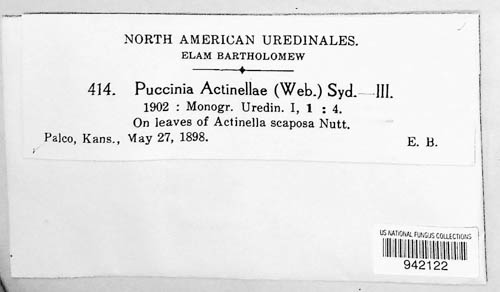 NORTH AMERICAN UREDINALES.
ELAM BARTHOLOMEW
414. Puccinia Actinellae (Web.) Syd.—III.
1902 : Monogr. Uredin. I, 1 : 4.
On leaves of Actinella scaposa Nutt.
Palco, Kans., May 27, 1898. E. B.
US NATIONAL FUNGUS COLLECTIONS
942122